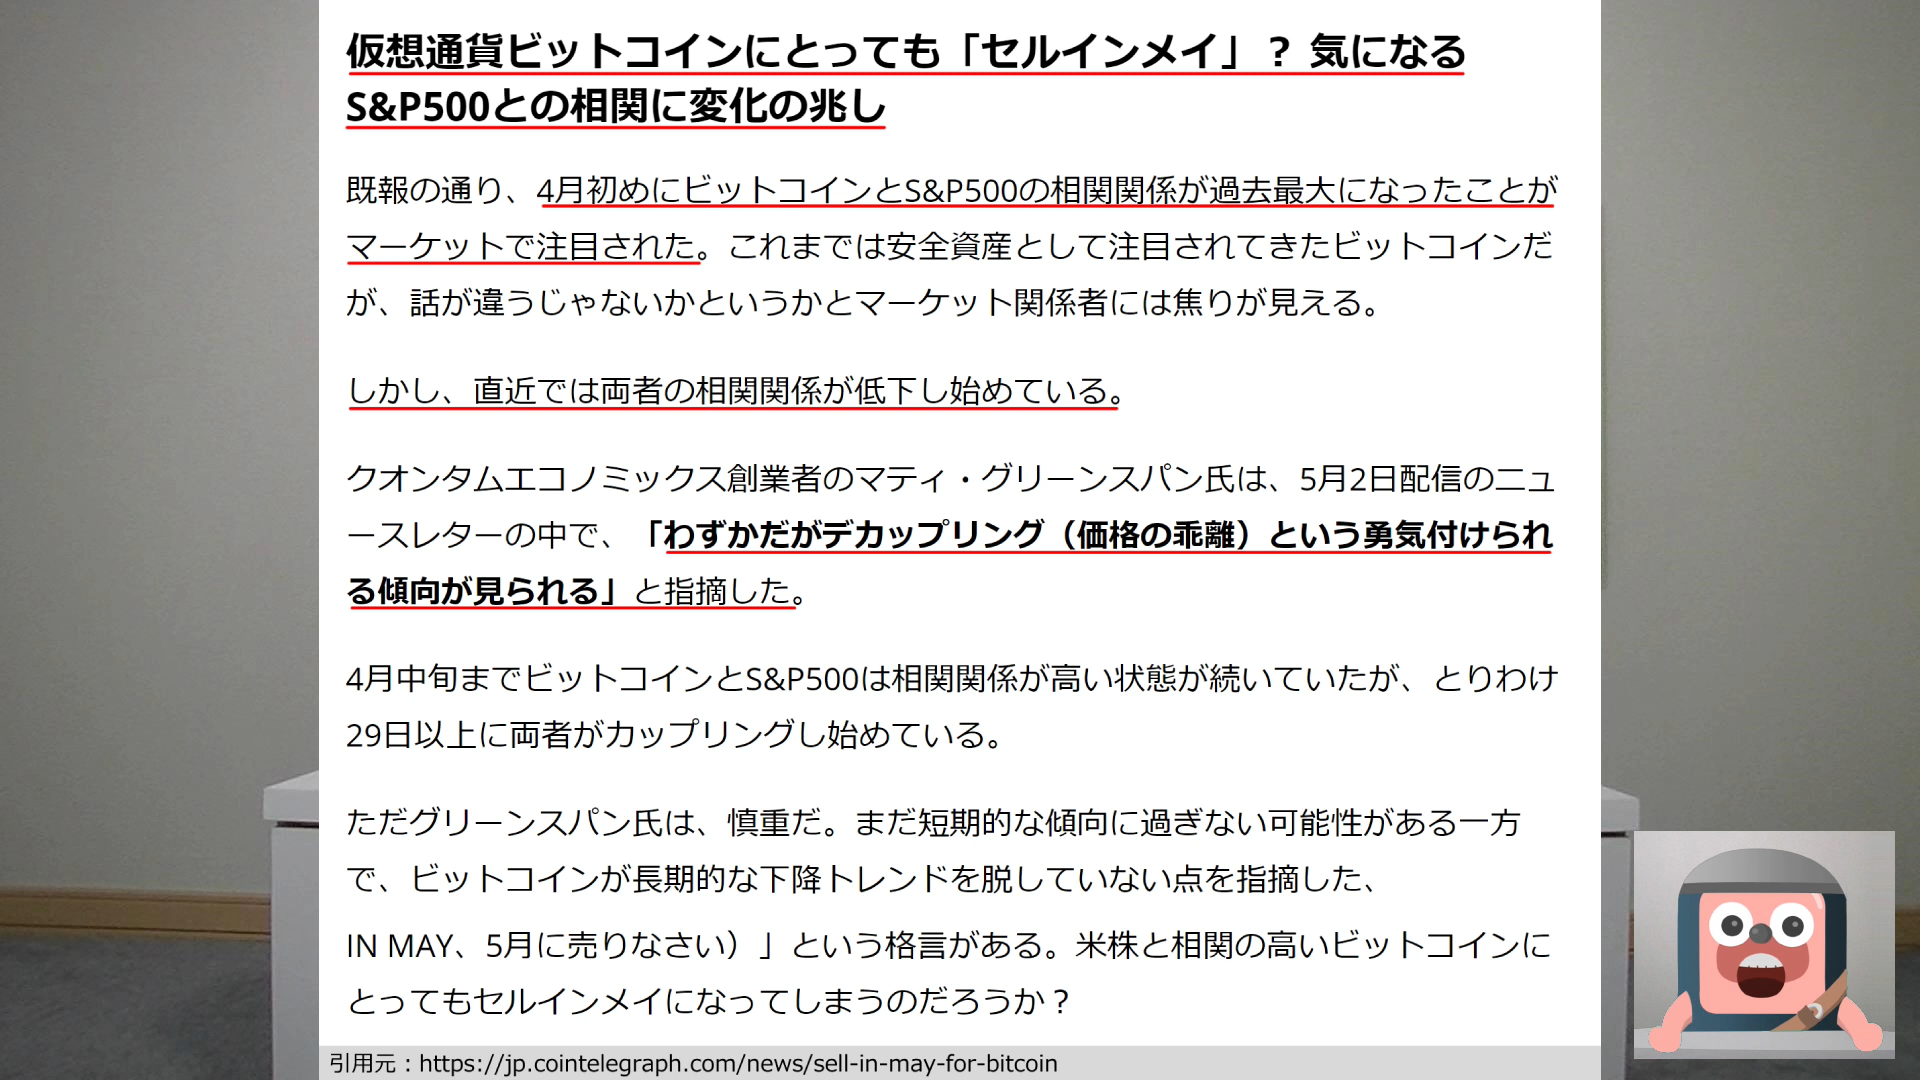 仮想通貨ビットコインにとっても「セルインメイ」? 気になる
S&P500との相関に変化の兆し
既報の通り、4月初めにビットコインとS&P500の相関関係が過去最大になったことが
マーケットで注目された。これまでは安全資産として注目されてきたビットコインだ
が、話が違うじゃないかというかとマーケット関係者には焦りが見える。
しかし、直近では両者の相関関係が低下し始めている。
クオンタムエコノミックス創業者のマティ・グリーンスパン氏は、5月2日配信のニュ
ースレターの中で、「わずかだがデカップリング（価格の乖離）という勇気付けられ
る傾向が見られる」と指摘した。
4月中旬までビットコインとS&P500は相関関係が高い状態が続いていたが、とりわけ
29日以上に両者がカップリングし始めている。
ただグリーンスパン氏は、慎重だ。まだ短期的な傾向に過ぎない可能性がある一方
で、ビットコインが長期的な下降トレンドを脱していない点を指摘した、
IN MAY、5月に売りなさい）」という格言がある。米株と相関の高いビットコインに
とってもセルインメイになってしまうのだろうか？
引用元：https://jp.cointelegraph.com/news/sell-in-may-for-bitcoin